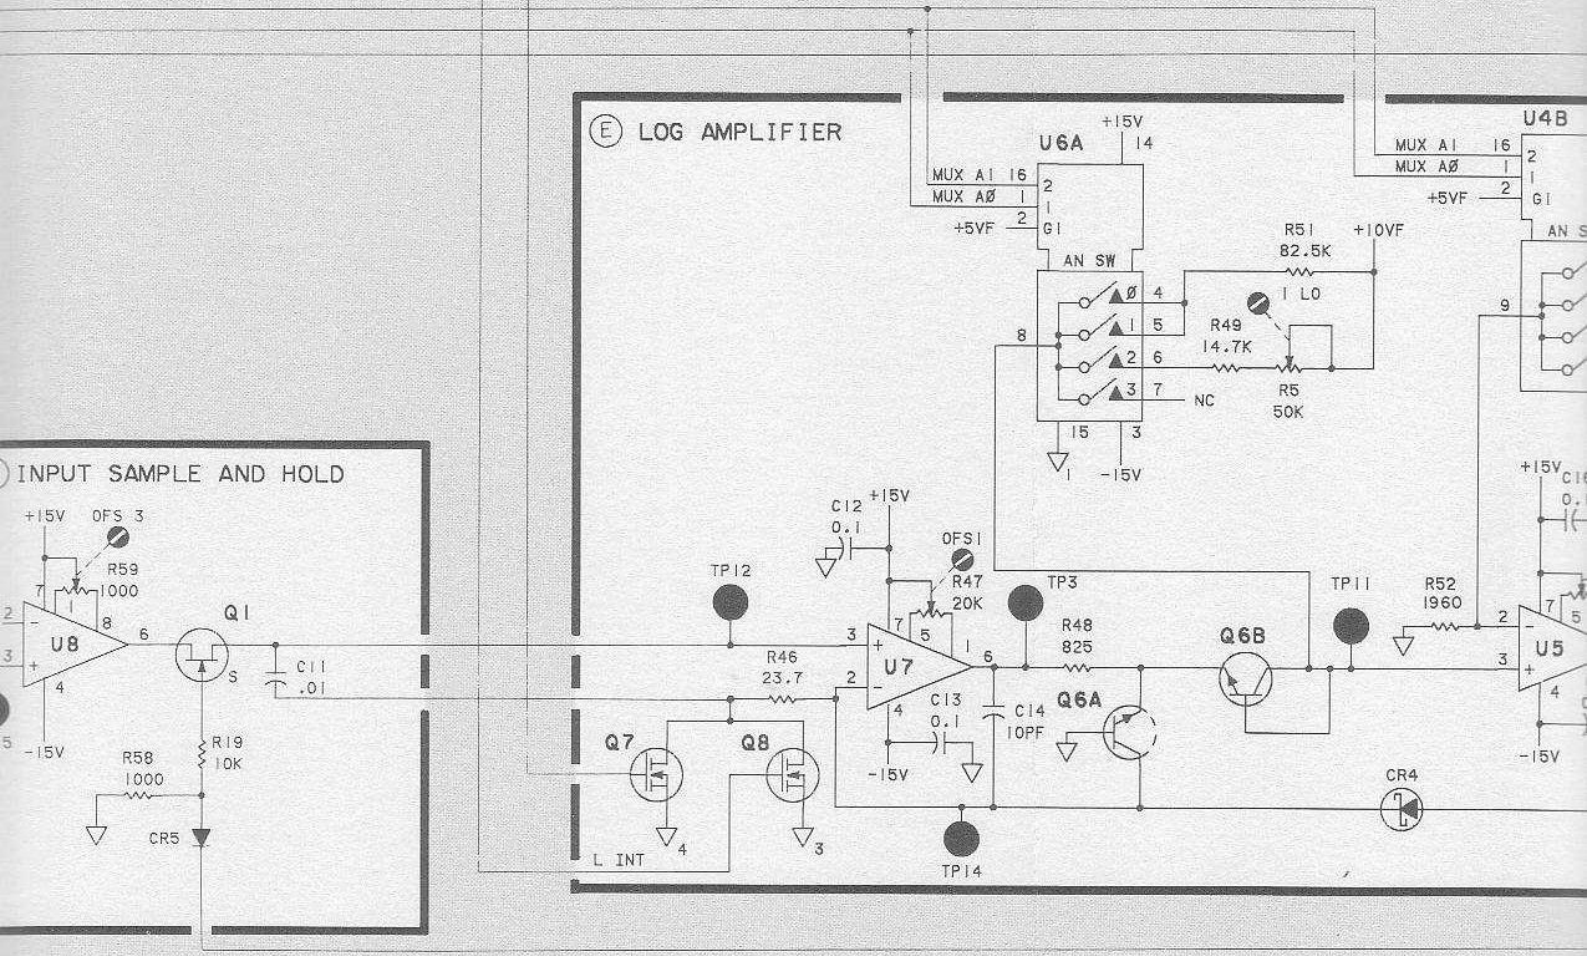 E LOG AMPLIFIER
+15V
U6A
14
MUX A1 16
MUX AØ 1
+5VF 2
2
1
G1
AN SW
Ø 4
1 5
2 6
3 7
8
15
3
1
-15V
NC
R51
82.5K
+10VF
1 LO
R49
14.7K
R5
50K
U4B
MUX A1 16
MUX AØ 1
+5VF 2
2
1
G1
AN S
9
INPUT SAMPLE AND HOLD
+15V
OFS 3
R59
1000
7
1
8
2
3
-
+
U8
6
4
-15V
5
Q1
S
C11
.01
R19
10K
R58
1000
CR5
TP12
C12
0.1
+15V
OFS1
R47
20K
7
5
1
3
2
+
-
U7
6
4
R46
23.7
C13
0.1
-15V
TP3
R48
825
C14
10PF
Q6A
Q6B
TP11
R52
1960
+15V
C16
0.
7
5
2
3
-
+
U5
4
-15V
Q7
Q8
4
3
L INT
TP14
CR4